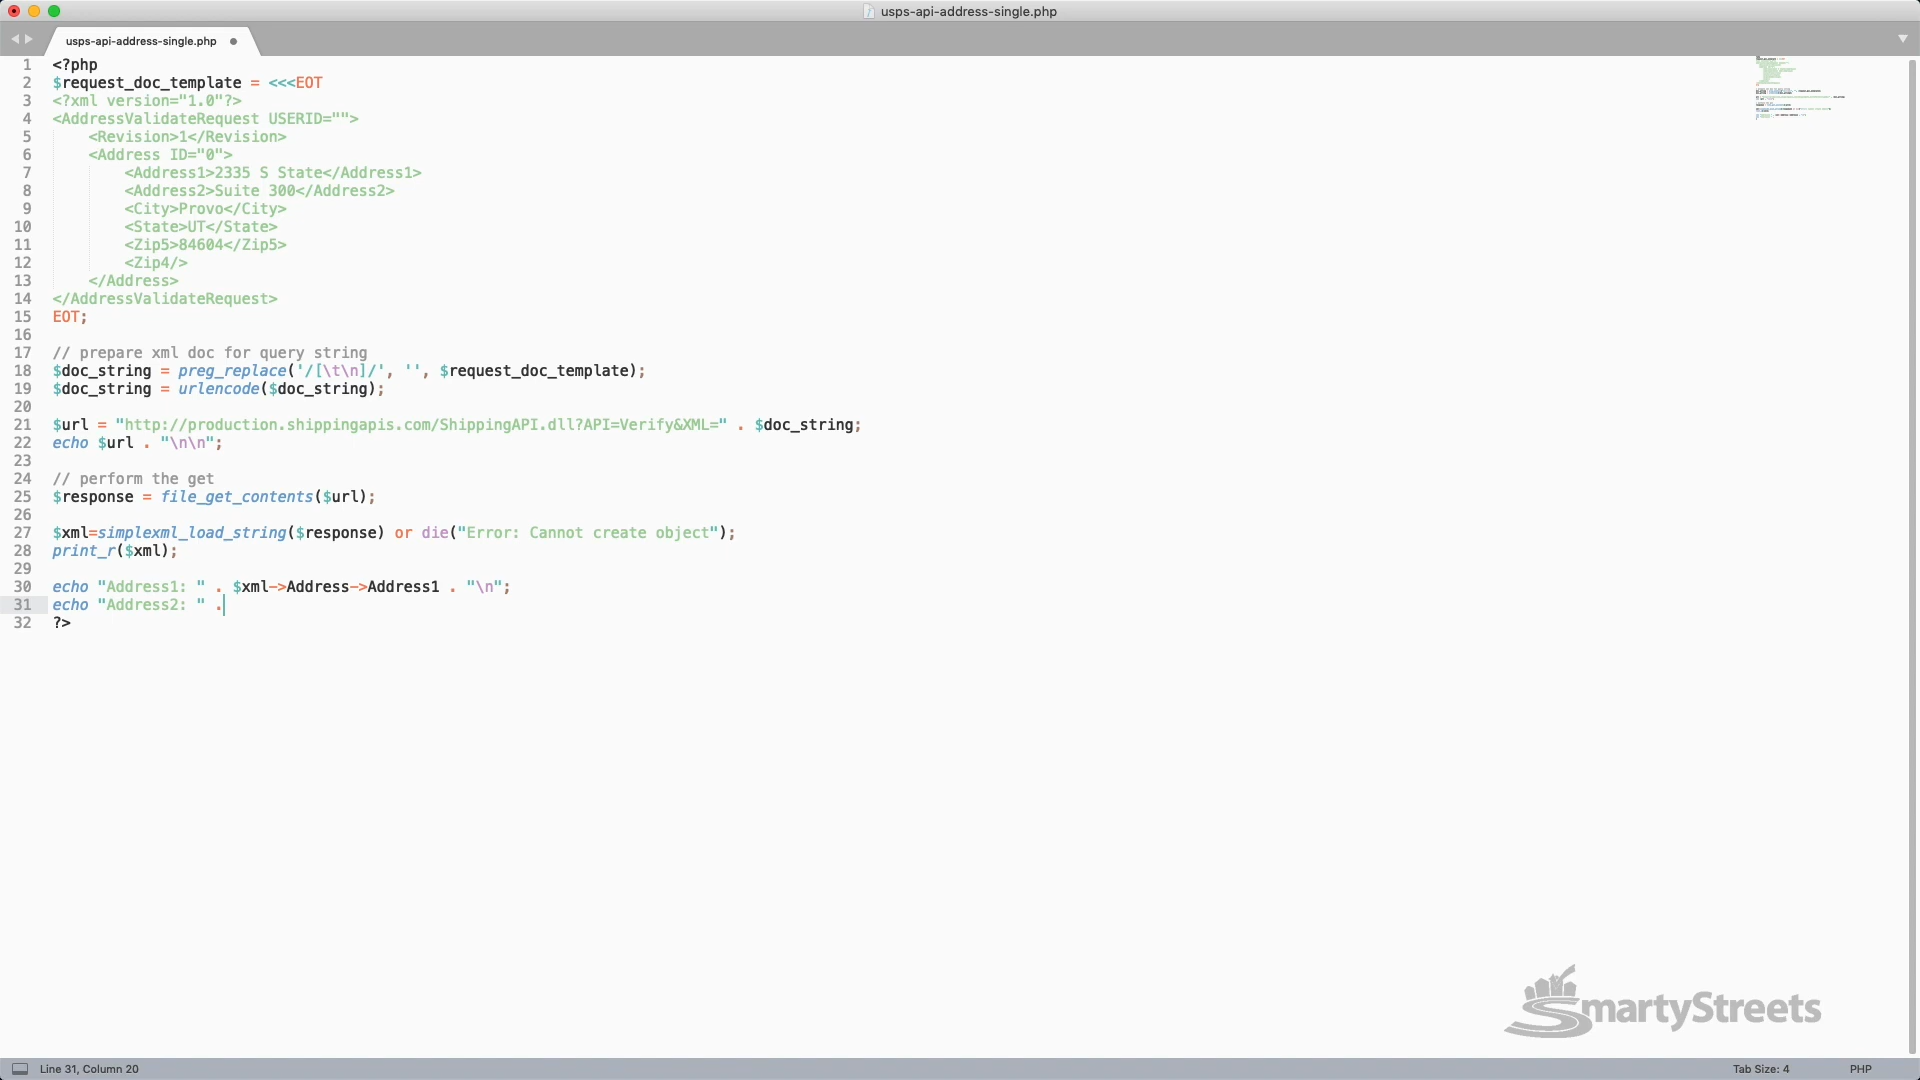 usps-api-address-single.php
usps-api-address-single.php
1 <?php
2 $request_doc_template = <<<EOT
3 <?xml version="1.0"?>
4 <AddressValidateRequest USERID="">
5     <Revision>1</Revision>
6     <Address ID="0">
7         <Address1>2335 S State</Address1>
8         <Address2>Suite 300</Address2>
9         <City>Provo</City>
10         <State>UT</State>
11         <Zip5>84604</Zip5>
12         <Zip4/>
13     </Address>
14 </AddressValidateRequest>
15 EOT;
16
17 // prepare xml doc for query string
18 $doc_string = preg_replace('/[\t\n]/', '', $request_doc_template);
19 $doc_string = urlencode($doc_string);
20
21 $url = "http://production.shippingapis.com/ShippingAPI.dll?API=Verify&XML=" . $doc_string;
22 echo $url . "\n\n";
23
24 // perform the get
25 $response = file_get_contents($url);
26
27 $xml=simplexml_load_string($response) or die("Error: Cannot create object");
28 print_r($xml);
29
30 echo "Address1: " . $xml->Address->Address1 . "\n";
31 echo "Address2: " .
32 ?>
SmartyStreets
Line 31, Column 20
Tab Size: 4
PHP